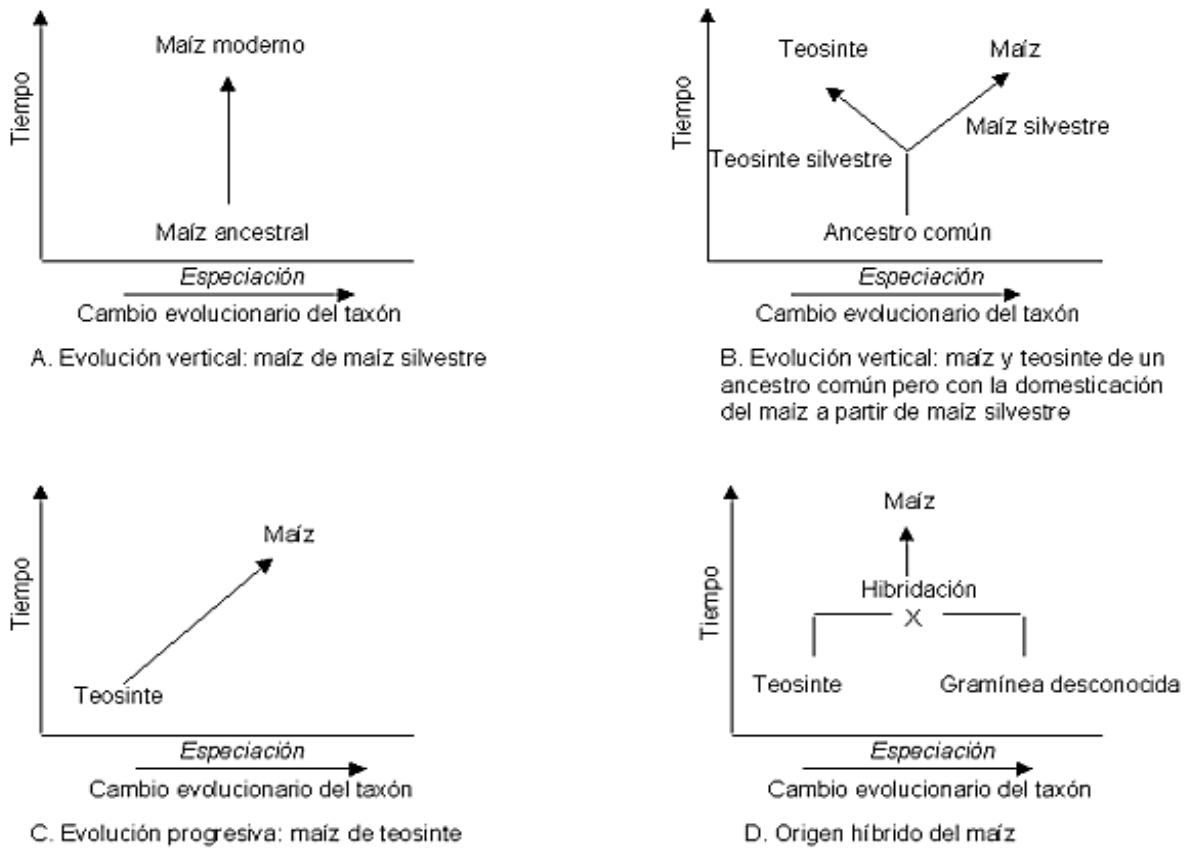 Tiempo
Maíz moderno
Maíz ancestral
Especiación
Cambio evolucionario del taxón
A. Evolución vertical: maíz de maíz silvestre
Tiempo
Teosinte
Maíz
Maíz silvestre
Teosinte silvestre
Ancestro común
Especiación
Cambio evolucionario del taxón
B. Evolución vertical: maíz y teosinte de un
ancestro común pero con la domesticación
del maíz a partir de maíz silvestre
Tiempo
Maíz
Teosinte
Especiación
Cambio evolucionario del taxón
C. Evolución progresiva: maíz de teosinte
Tiempo
Maíz
Hibridación
X
Teosinte
Gramínea desconocida
Especiación
Cambio evolucionario del taxón
D. Origen híbrido del maíz